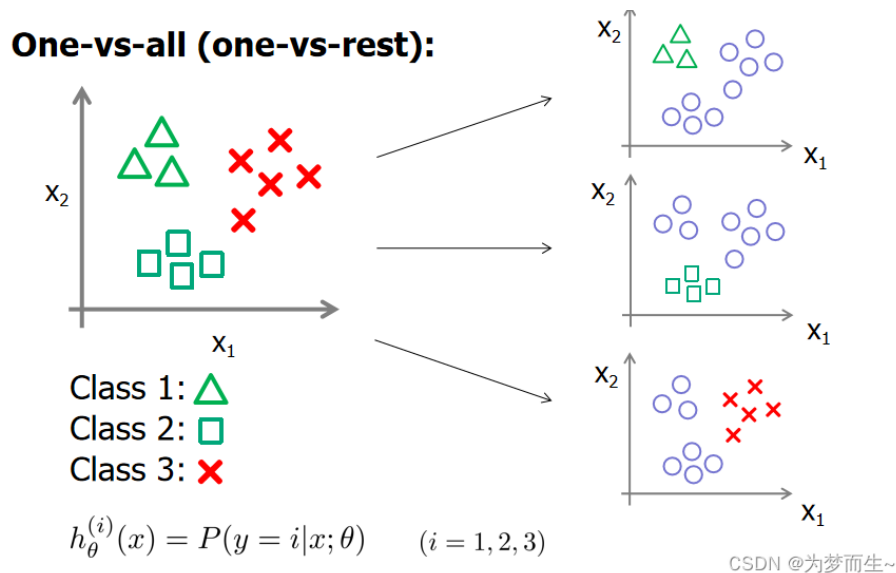 One-vs-all (one-vs-rest):
x₂
x₁
Class 1:
Class 2:
Class 3:
h_θ^(i)(x) = P(y = i|x; θ) (i = 1, 2, 3)
x₂
x₁
x₂
x₁
x₂
x₁
CSDN @为梦而生~